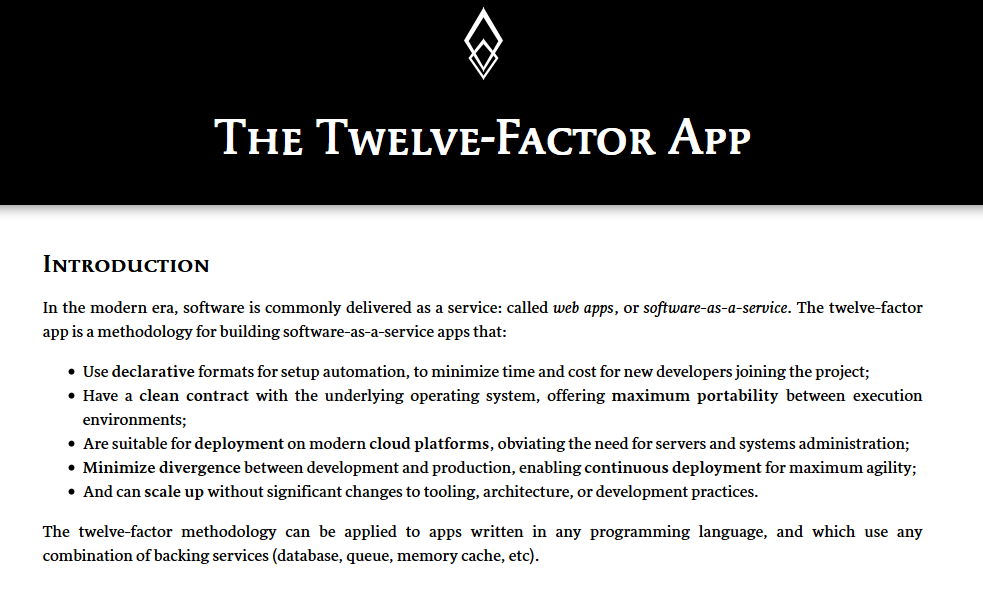 The Twelve-Factor App
Introduction
In the modern era, software is commonly delivered as a service: called web apps, or software-as-a-service. The twelve-factor
app is a methodology for building software-as-a-service apps that:
• Use declarative formats for setup automation, to minimize time and cost for new developers joining the project;
• Have a clean contract with the underlying operating system, offering maximum portability between execution
environments;
• Are suitable for deployment on modern cloud platforms, obviating the need for servers and systems administration;
• Minimize divergence between development and production, enabling continuous deployment for maximum agility;
• And can scale up without significant changes to tooling, architecture, or development practices.
The twelve-factor methodology can be applied to apps written in any programming language, and which use any
combination of backing services (database, queue, memory cache, etc).